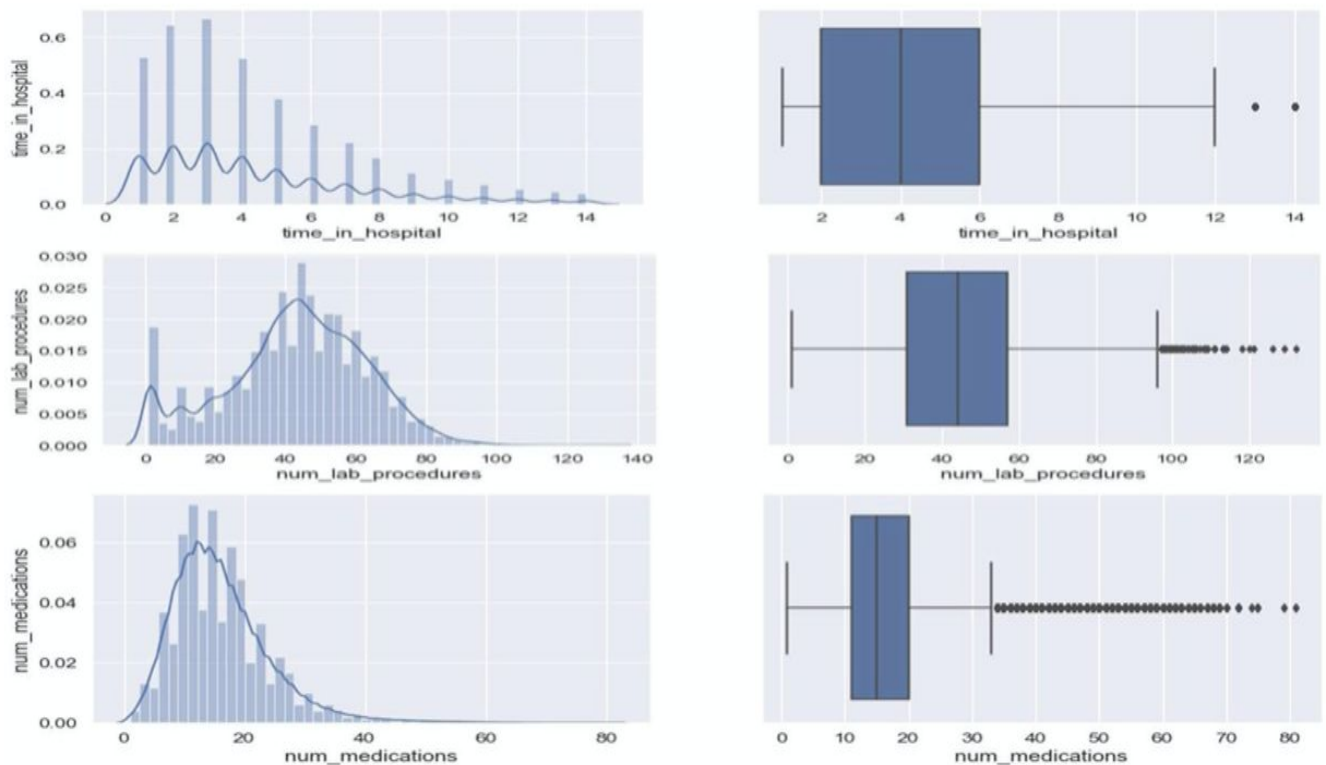 time_in_hospital
0.6
0.4
0.2
0.0
0 2 4 6 8 10 12 14
time_in_hospital
2 4 6 8 10 12 14
time_in_hospital
num_lab_procedures
0.030
0.025
0.020
0.015
0.010
0.005
0.000
0 20 40 60 80 100 120 140
num_lab_procedures
0 20 40 60 80 100 120
num_lab_procedures
num_medications
0.06
0.04
0.02
0.00
0 20 40 60 80
num_medications
0 10 20 30 40 50 60 70 80
num_medications